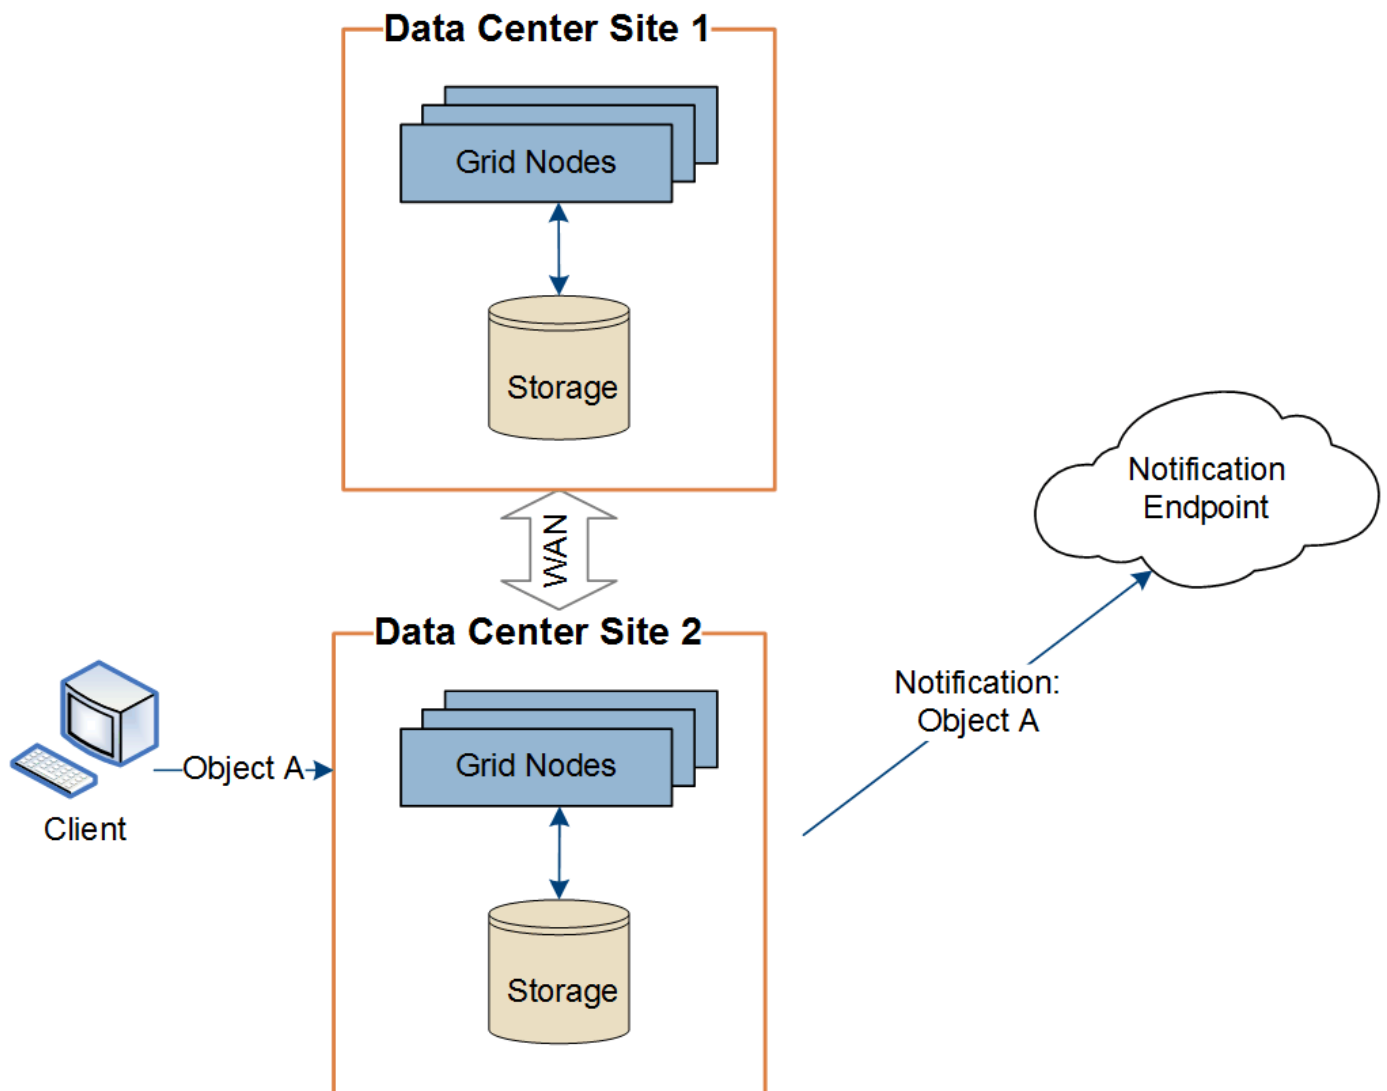 Data Center Site 1
Grid Nodes
Storage
WAN
Notification
Endpoint
Data Center Site 2
Notification:
Object A
Grid Nodes
Object A
Client
Storage